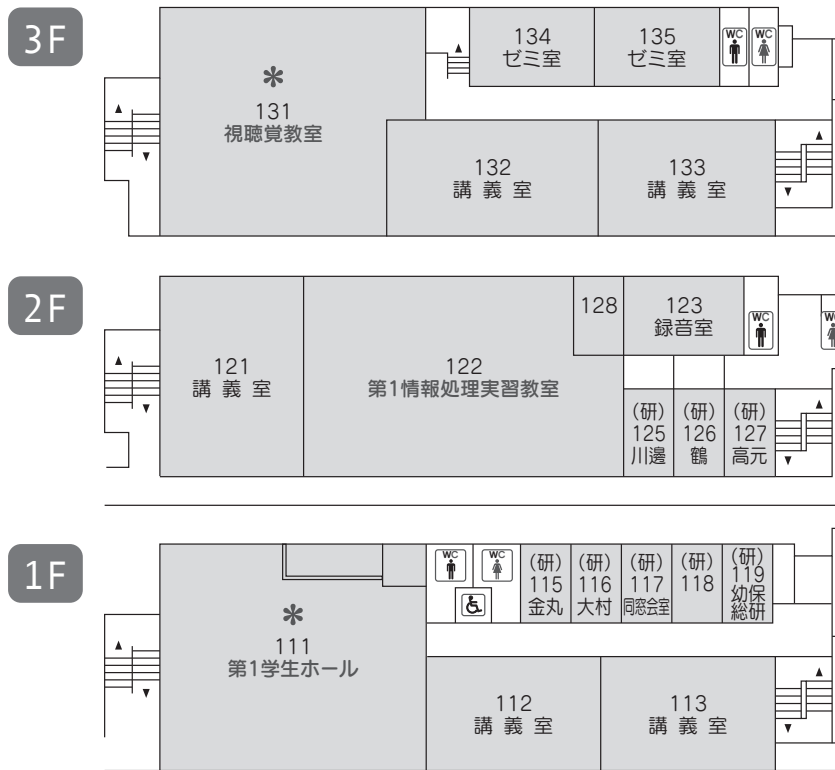 3F
134
ゼミ室
135
ゼミ室
WC
WC
*
131
視聴覚教室
132
講 義 室
133
講 義 室
2F
128
123
録音室
WC
WC
121
講 義 室
122
第1情報処理実習教室
(研)
125
川邊
(研)
126
鶴
(研)
127
高元
1F
WC
WC
(研)
115
金丸
(研)
116
大村
(研)
117
同窓会室
(研)
118
(研)
119
幼保
総研
*
111
第1学生ホール
112
講 義 室
113
講 義 室